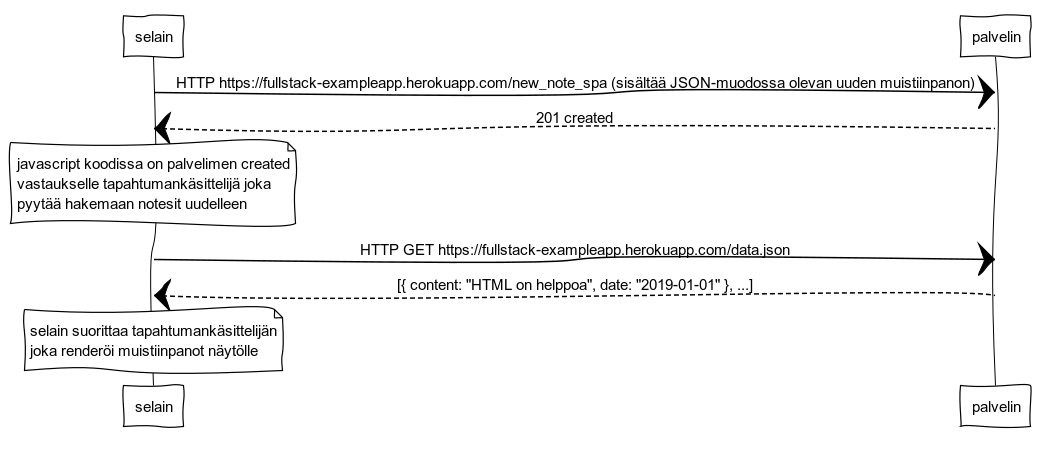 selain
palvelin
HTTP https://fullstack-exampleapp.herokuapp.com/new_note_spa (sisältää JSON-muodossa olevan uuden muistiinpanon)
201 created
javascript koodissa on palvelimen created
vastaukselle tapahtumankäsittelijä joka
pyytää hakemaan notesit uudelleen
HTTP GET https://fullstack-exampleapp.herokuapp.com/data.json
[{ content: "HTML on helppoa", date: "2019-01-01" }, ...]
selain suorittaa tapahtumankäsittelijän
joka renderöi muistiinpanot näytölle
selain
palvelin